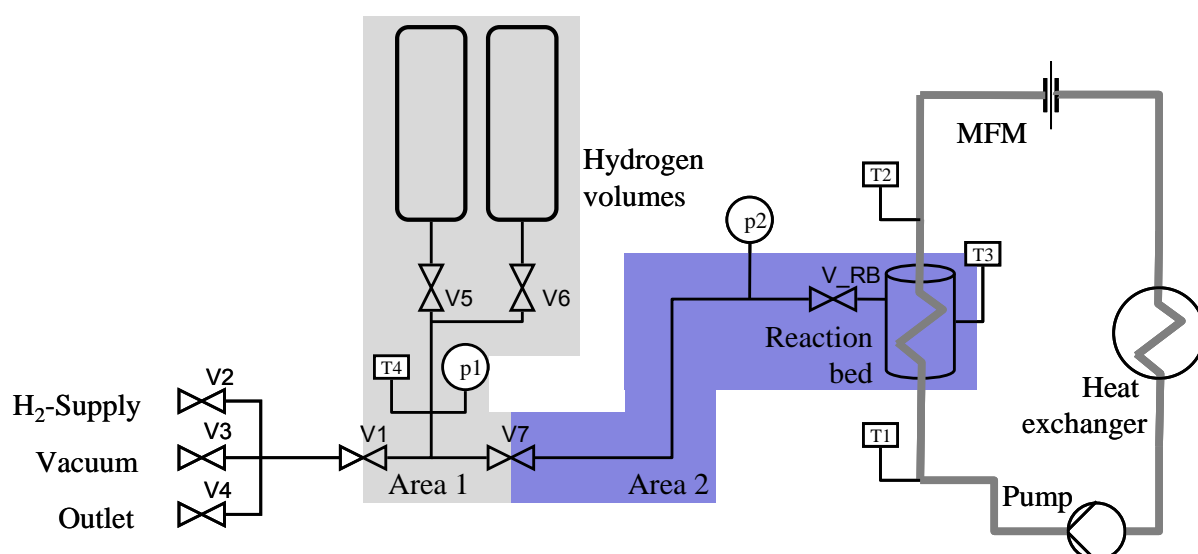 MFM
Hydrogen
volumes
T2
p2
T3
V_RB
V5
V6
Reaction
bed
T4
p1
V2
H2-Supply
Heat
exchanger
V3
V1
V7
T1
Vacuum
Area 1
Area 2
V4
Pump
Outlet